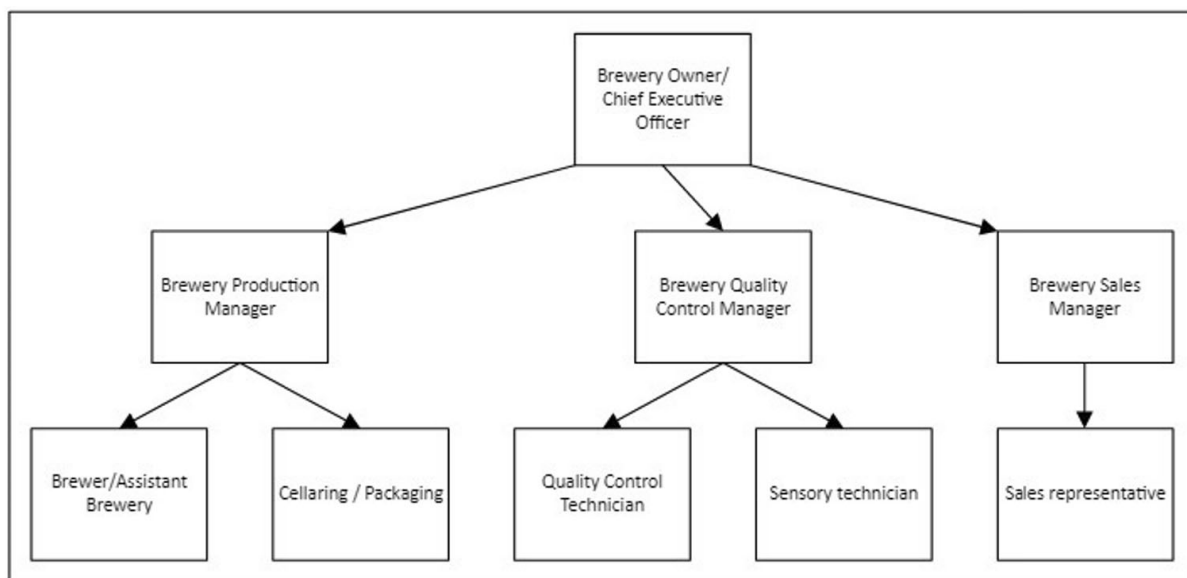 Brewery Owner/
Chief Executive
Officer
Brewery Production
Manager
Brewery Quality
Control Manager
Brewery Sales
Manager
Brewer/Assistant
Brewery
Cellaring / Packaging
Quality Control
Technician
Sensory technician
Sales representative